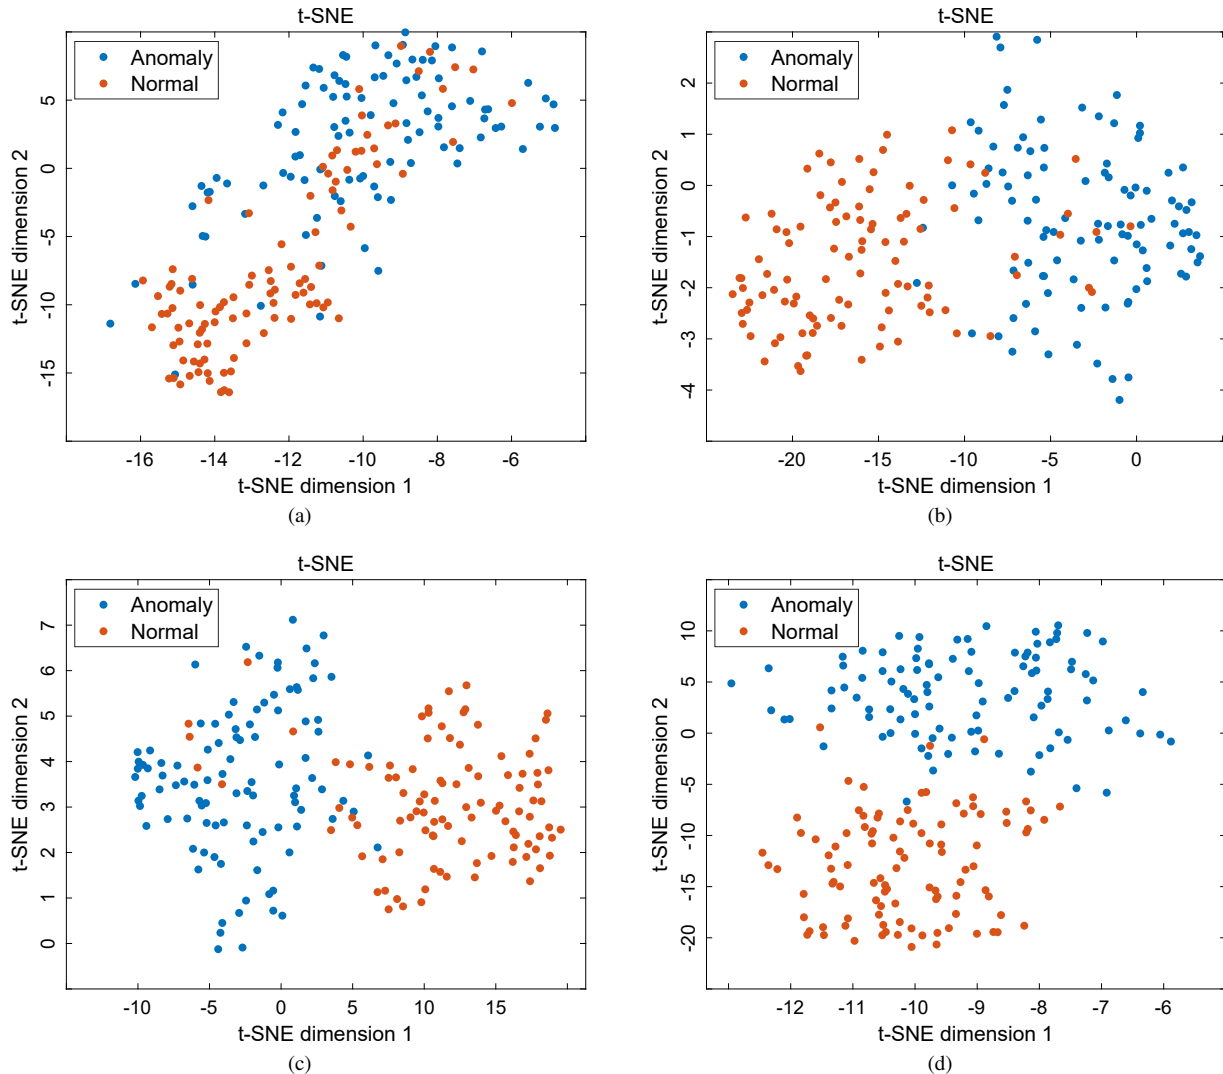 t-SNE
Anomaly
Normal
5
0
-5
-10
-15
t-SNE dimension 2
-16 -14 -12 -10 -8 -6
t-SNE dimension 1
(a)
t-SNE
Anomaly
Normal
2
1
0
-1
-2
-3
-4
t-SNE dimension 2
-20 -15 -10 -5 0
t-SNE dimension 1
(b)
t-SNE
Anomaly
Normal
7
6
5
4
3
2
1
0
t-SNE dimension 2
-10 -5 0 5 10 15
t-SNE dimension 1
(c)
t-SNE
Anomaly
Normal
10
5
0
-5
-10
-15
-20
t-SNE dimension 2
-12 -11 -10 -9 -8 -7 -6
t-SNE dimension 1
(d)